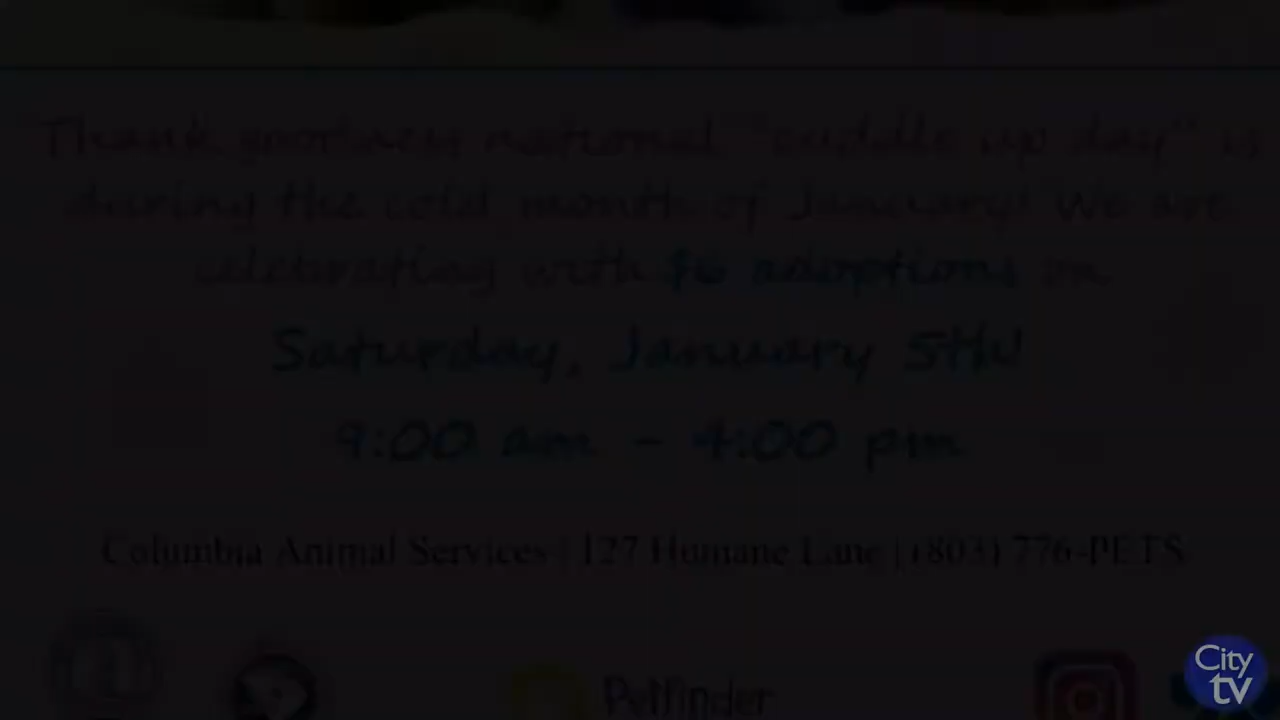 Thank goodness national "cuddle up day" is
during the cold month of January! We are
celebrating with $6 adoptions on
Saturday, January 5th!
9:00 am - 4:00 pm
Columbia Animal Services | 127 Humane Lane | (803) 776-PETS
Petfinder
City
tv